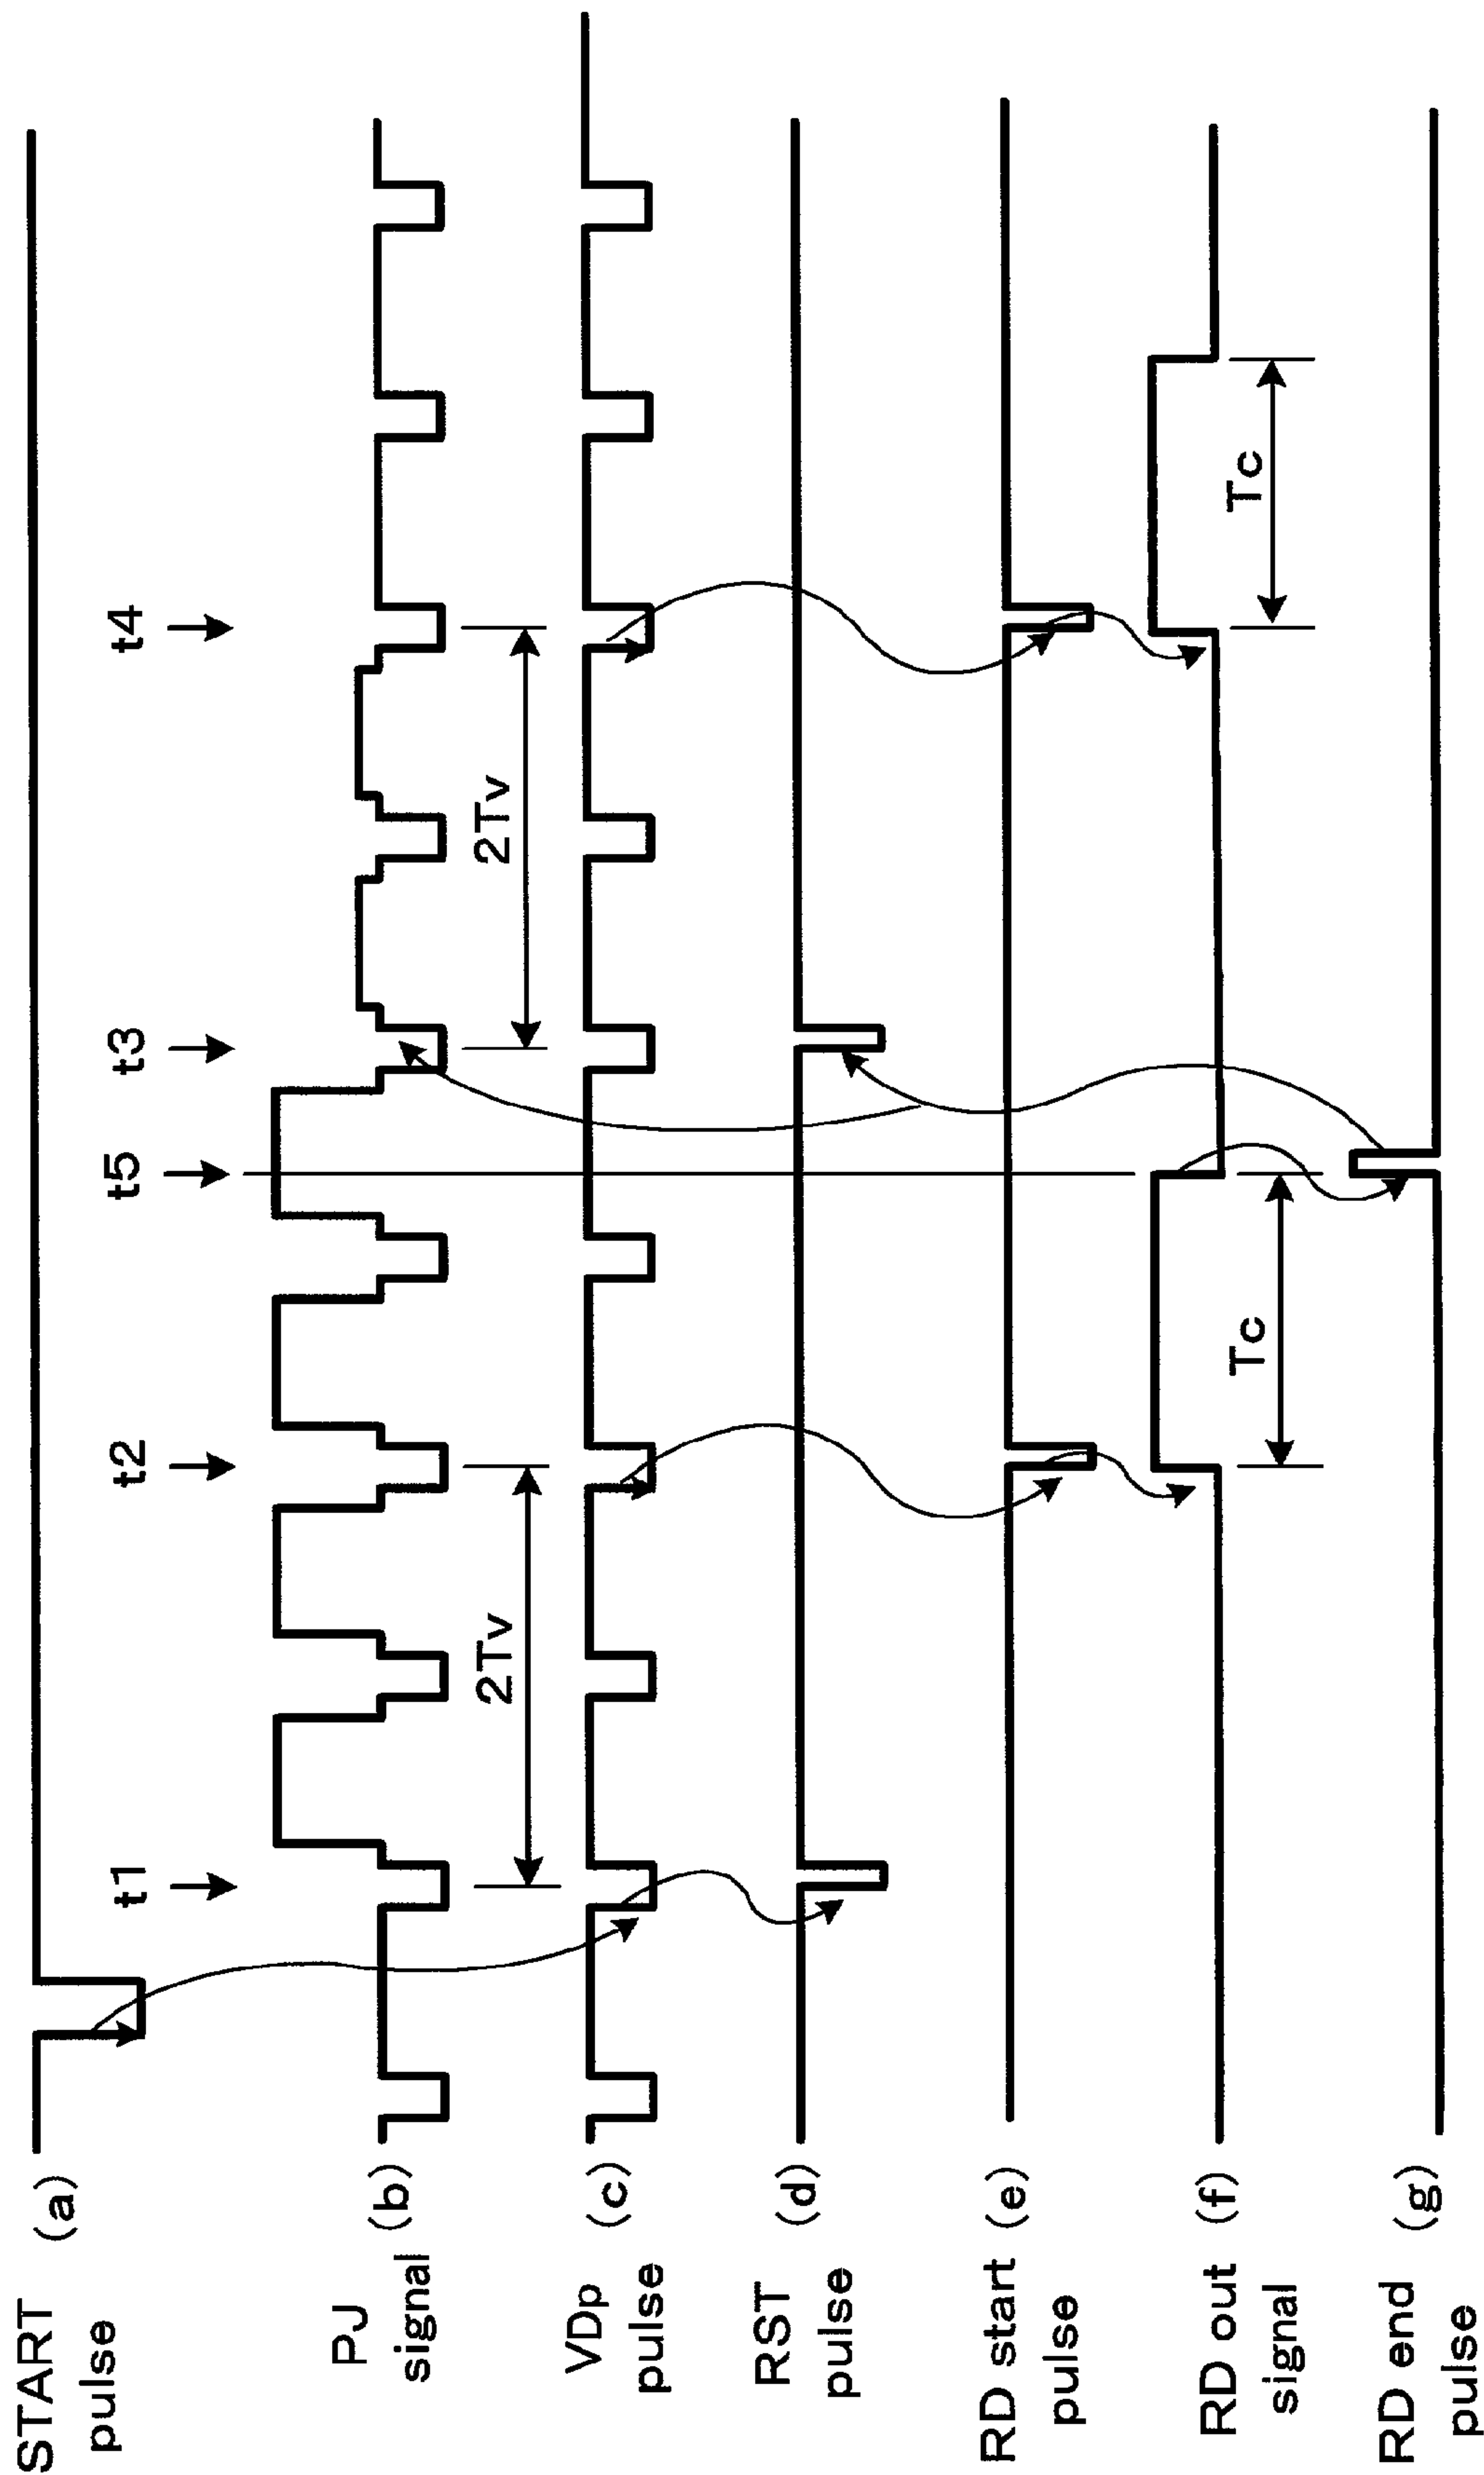 t1
t2
t5
t3
t4
START
pulse
(a)
PJ
signal
(b)
2Tv
2Tv
VDp
pulse
(c)
RST
pulse
(d)
RD start
pulse
(e)
RD out
signal
(f)
Tc
Tc
RD end
pulse
(g)